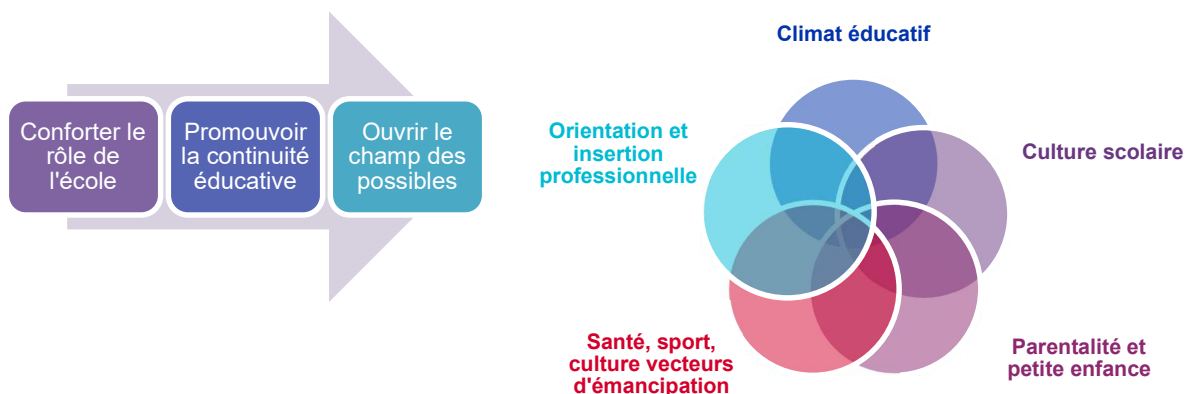 Conforter le
rôle de
l'école
Promouvoir
la continuité
éducative
Ouvrir le
champ des
possibles
Climat éducatif
Orientation et
insertion
professionnelle
Culture scolaire
Santé, sport,
culture vecteurs
d'émancipation
Parentalité et
petite enfance